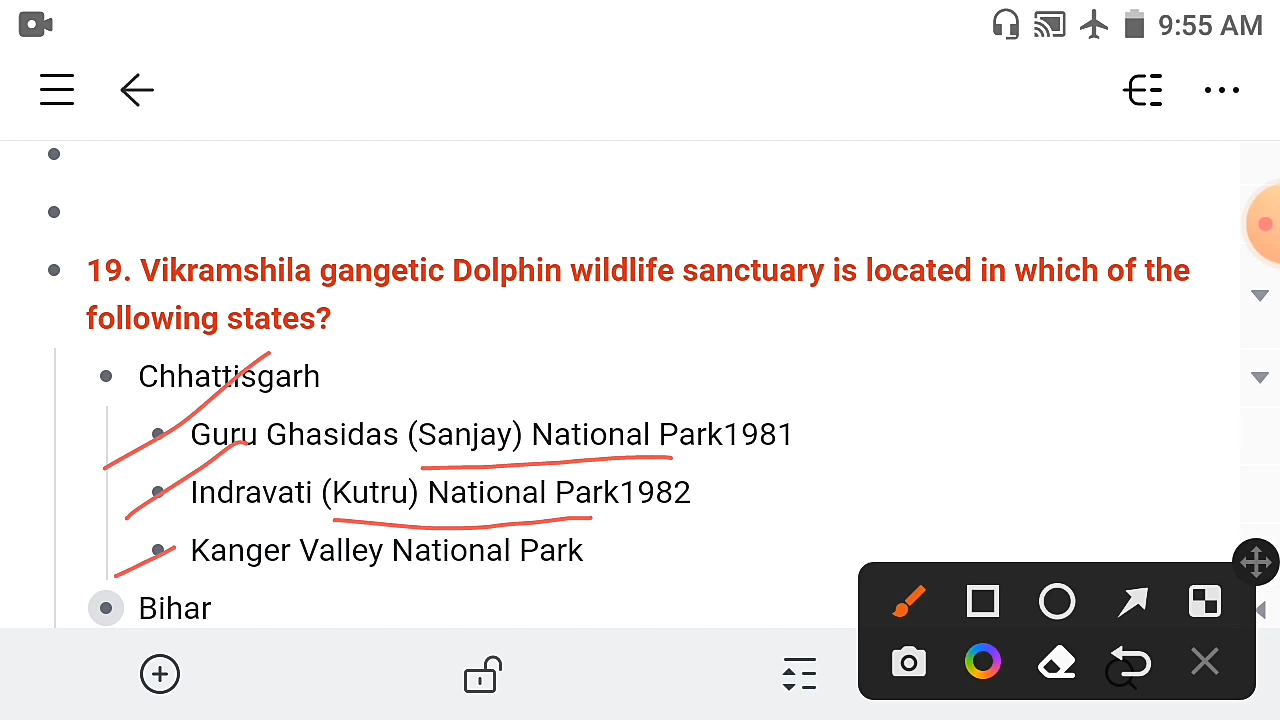 9:55 AM
19. Vikramshila gangetic Dolphin wildlife sanctuary is located in which of the
following states?
Chhattisgarh
Guru Ghasidas (Sanjay) National Park1981
Indravati (Kutru) National Park1982
Kanger Valley National Park
Bihar